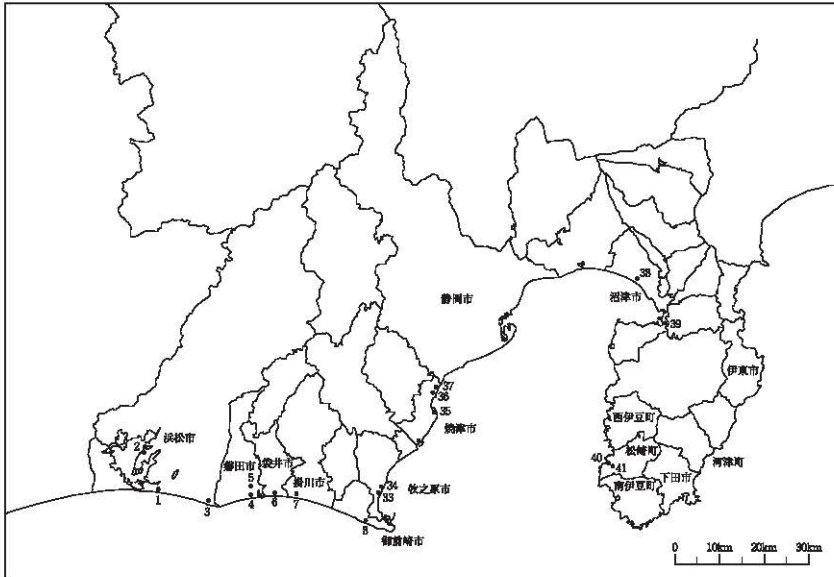 38
静岡市
沼津市
39
伊東市
37
36
35
焼津市
西伊豆町
松崎町
河津町
40
41
南伊豆町
下田市
浜松市
2
磐田市
袋井市
掛川市
5
34
33
牧之原市
1
3
4
6
7
8
御前崎市
0 10km 20km 30km